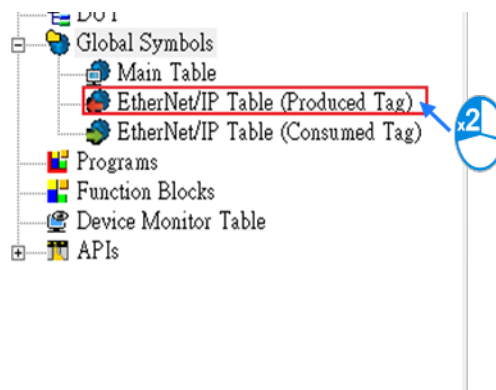 DUT
Global Symbols
Main Table
EtherNet/IP Table (Produced Tag)
x2
EtherNet/IP Table (Consumed Tag)
Programs
Function Blocks
Device Monitor Table
APIs